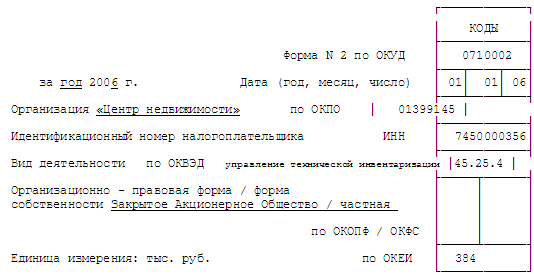 КОДЫ
Форма N 2 по ОКУД 0710002
за год 2006 г. Дата (год, месяц, число) 01 01 06
Организация «Центр недвижимости» по ОКПО | 01399145 |
Идентификационный номер налогоплательщика ИНН 7450000356
Вид деятельности по ОКВЭД управление технической инвентаризации |45.25.4 |
Организационно - правовая форма / форма
собственности Закрытое Акционерное Общество / частная
по ОКОПФ / ОКФС
Единица измерения: тыс. руб. по ОКЕИ 384